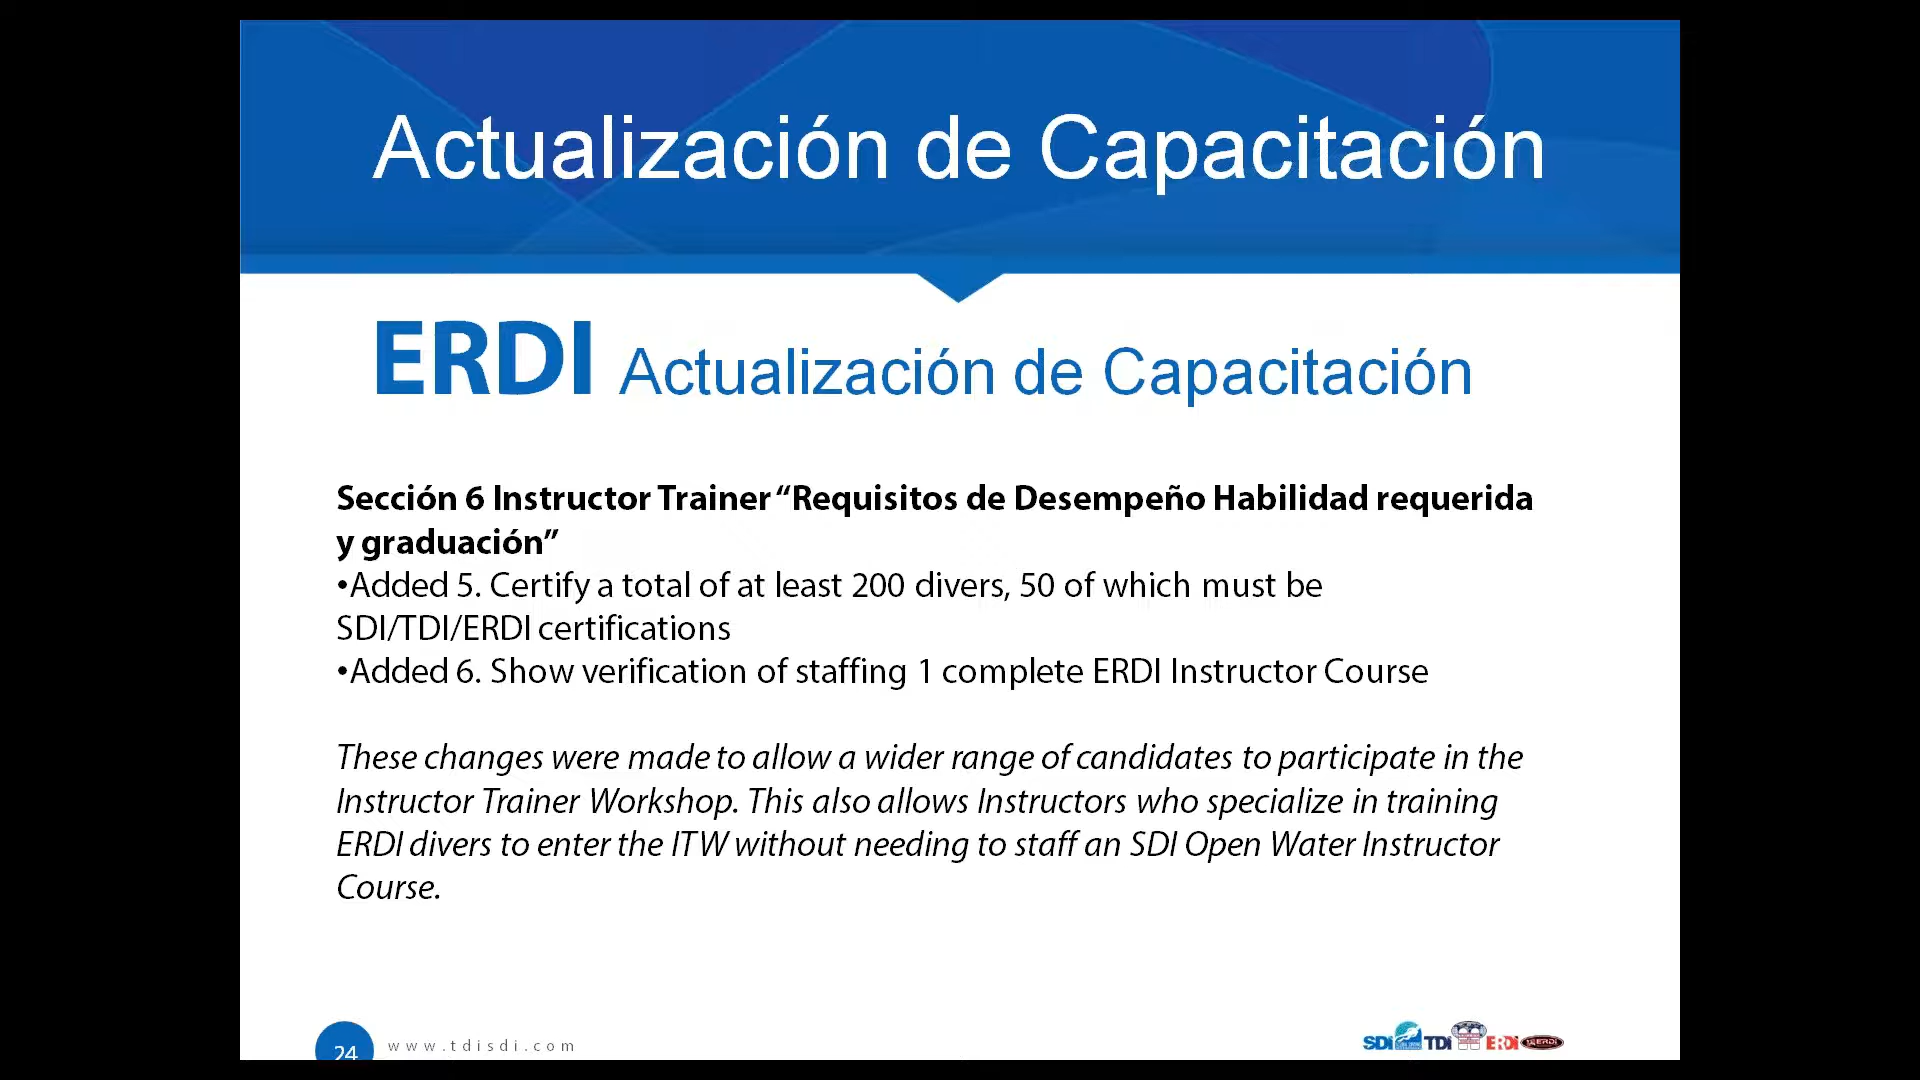 Actualización de Capacitación
ERDI Actualización de Capacitación
Sección 6 Instructor Trainer “Requisitos de Desempeño Habilidad requerida
y graduación”
•Added 5. Certify a total of at least 200 divers, 50 of which must be
SDI/TDI/ERDI certifications
•Added 6. Show verification of staffing 1 complete ERDI Instructor Course
These changes were made to allow a wider range of candidates to participate in the
Instructor Trainer Workshop. This also allows Instructors who specialize in training
ERDI divers to enter the ITW without needing to staff an SDI Open Water Instructor
Course.
24 www.tdisdi.com
SDI TDI ERDI ERDI